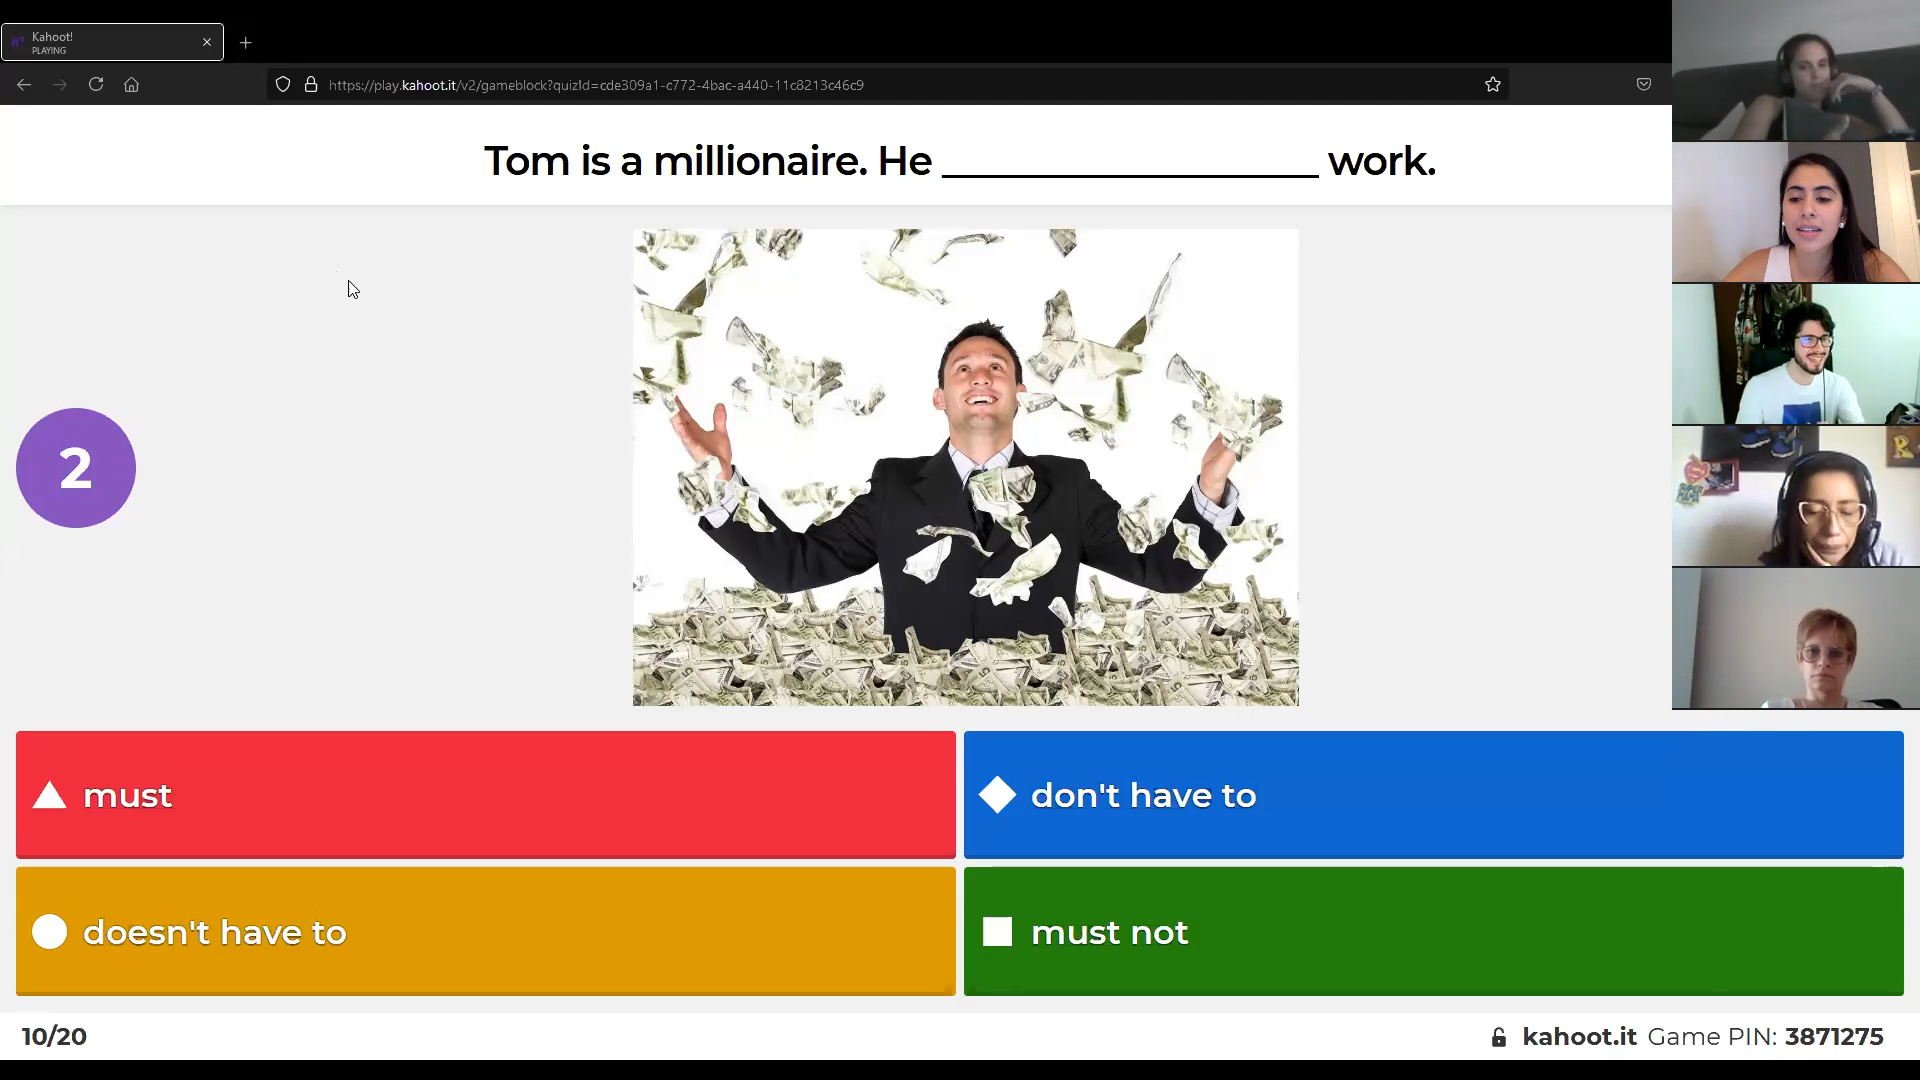 Kahoot!
PLAYING
https://play.kahoot.it/v2/gameblock?quizId=cde309a1-c772-4bac-a440-11c8213c46c9
Tom is a millionaire. He ________________ work.
2
must
don't have to
doesn't have to
must not
10/20
kahoot.it Game PIN: 3871275